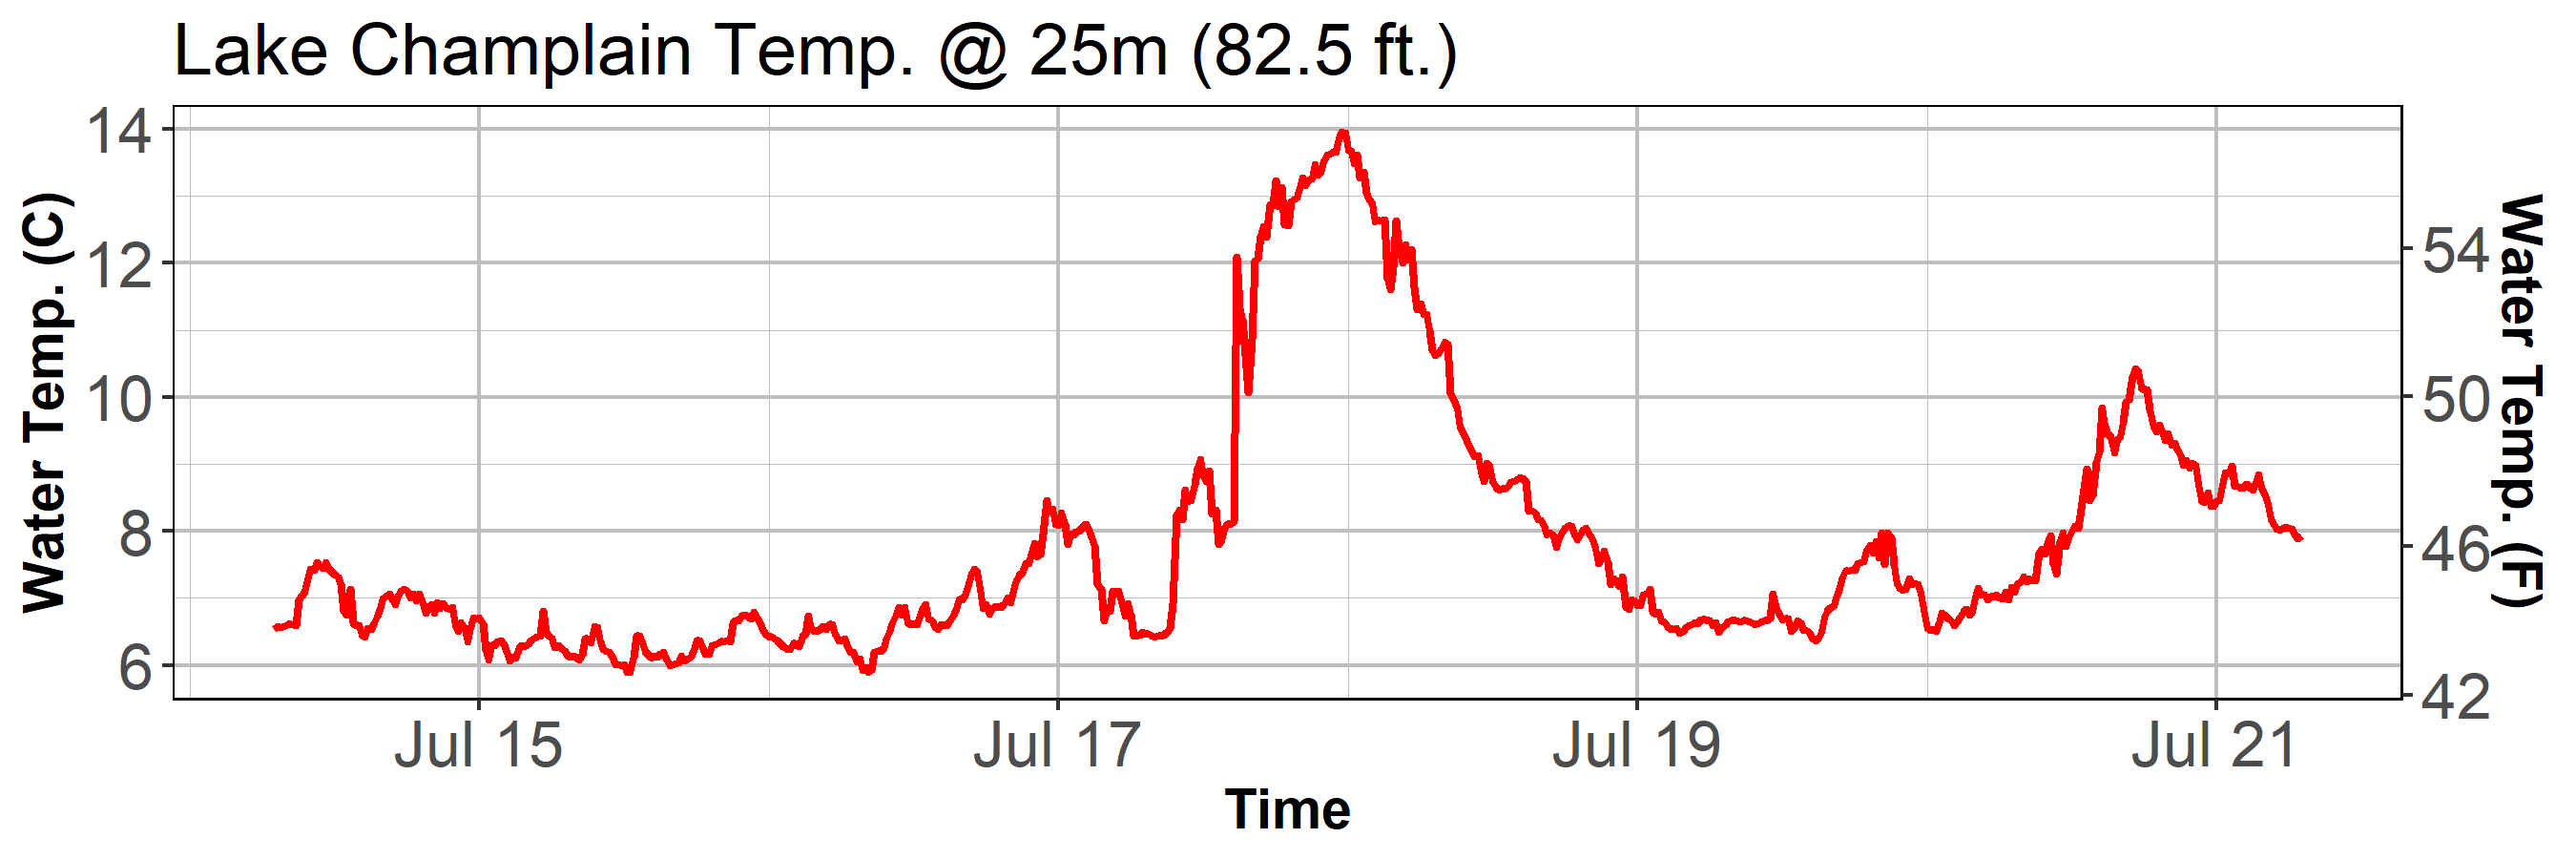 Lake Champlain Temp. @ 25m (82.5 ft.)
Water Temp. (C)
14
12
10
8
6
54
50
46
42
Water Temp. (F)
Jul 15
Jul 17
Jul 19
Jul 21
Time